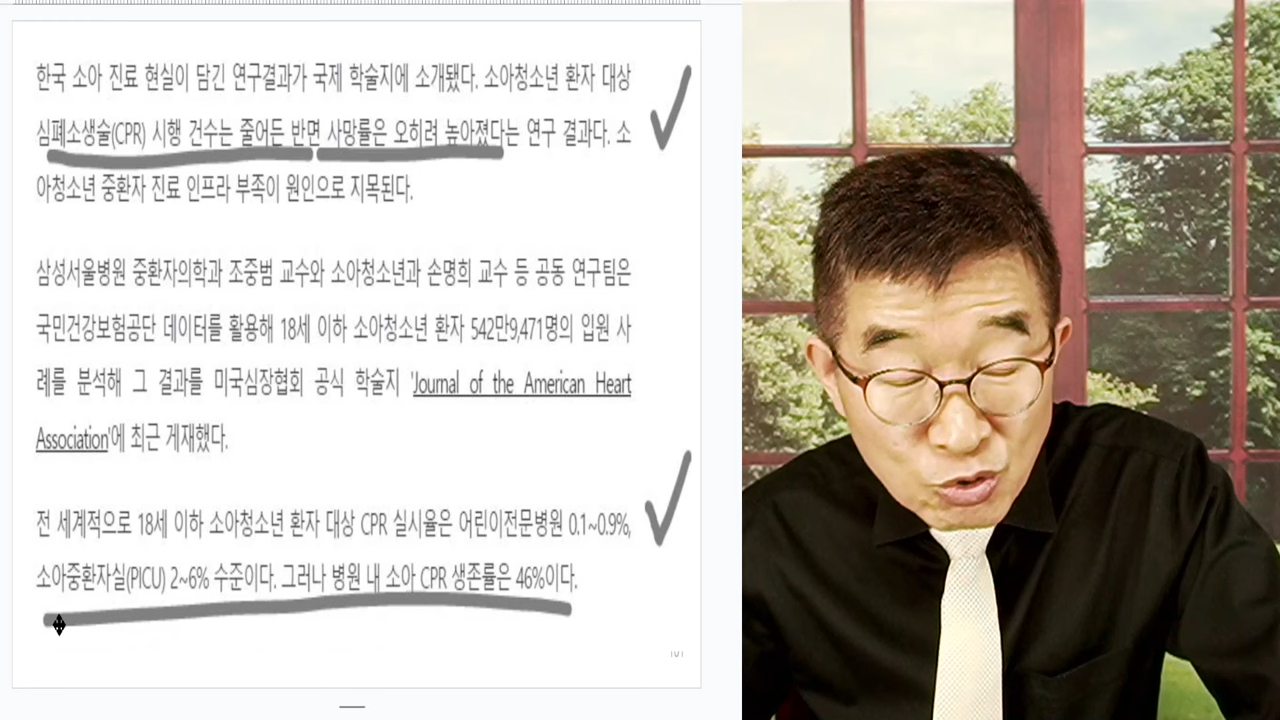 한국 소아 진료 현실이 담긴 연구결과가 국제 학술지에 소개됐다. 소아청소년 환자 대상
심폐소생술(CPR) 시행 건수는 줄어든 반면 사망률은 오히려 높아졌다는 연구 결과다. 소
아청소년 중환자 진료 인프라 부족이 원인으로 지목된다.
삼성서울병원 중환자의학과 조중범 교수와 소아청소년과 손명희 교수 등 공동 연구팀은
국민건강보험공단 데이터를 활용해 18세 이하 소아청소년 환자 542만9,471명의 입원 사
례를 분석해 그 결과를 미국심장협회 공식 학술지 'Journal of the American Heart
Association'에 최근 게재했다.
전 세계적으로 18세 이하 소아청소년 환자 대상 CPR 실시율은 어린이전문병원 0.1~0.9%,
소아중환자실(PICU) 2~6% 수준이다. 그러나 병원 내 소아 CPR 생존률은 46%이다.